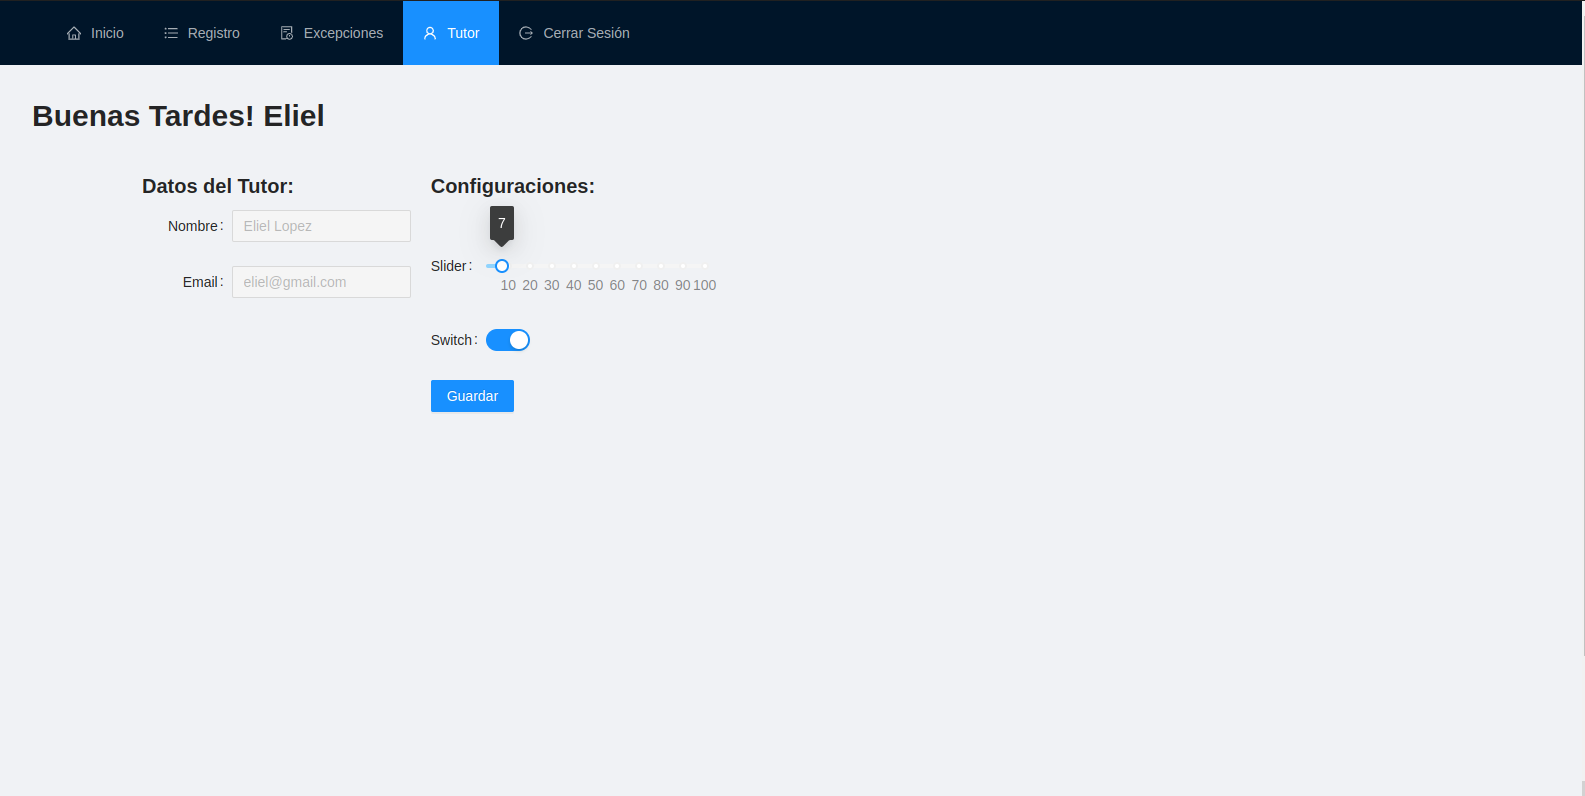 Inicio Registro Excepciones Tutor Cerrar Sesión
Buenas Tardes! Eliel
Datos del Tutor:
Nombre: Eliel Lopez
Email: eliel@gmail.com
Configuraciones:
7
Slider:
10 20 30 40 50 60 70 80 90 100
Switch:
Guardar